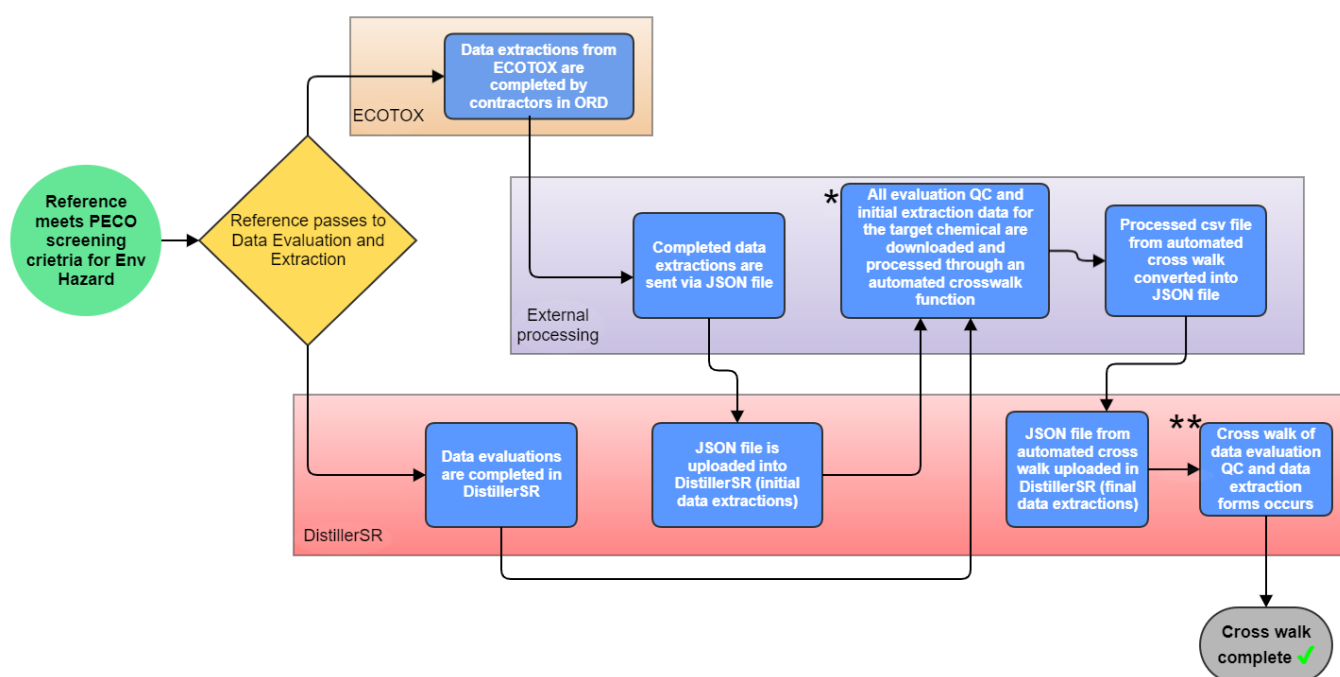 Data extractions from
ECOTOX are
completed by
contractors in ORD
ECOTOX
Reference
meets PECO
screening
crietria for Env
Hazard
Reference passes to
Data Evaluation and
Extraction
Completed data
extractions are
sent via JSON file
*
All evaluation QC and
initial extraction data for
the target chemical are
downloaded and
processed through an
automated crosswalk
function
Processed csv file
from automated
cross walk
converted into
JSON file
External
processing
Data evaluations
are completed in
DistillerSR
JSON file is
uploaded into
DistillerSR (initial
data extractions)
JSON file from
automated cross
walk uploaded in
DistillerSR (final
data extractions)
**
Cross walk of
data evaluation
QC and data
extraction
forms occurs
DistillerSR
Cross walk
complete ✓